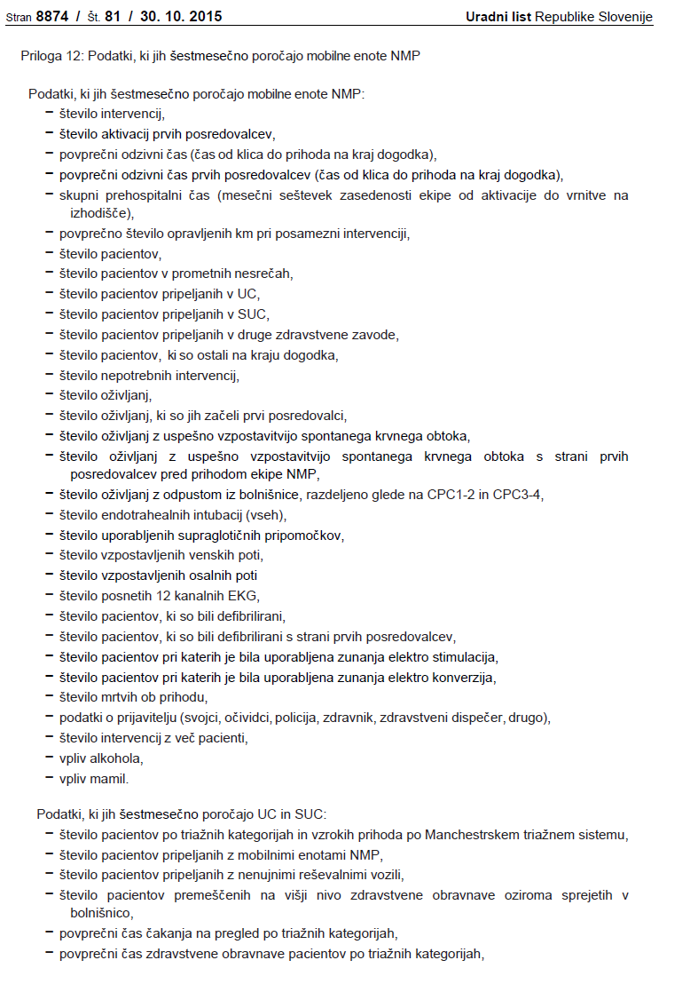 Stran 8874 / Št. 81 / 30. 10. 2015 Uradni list Republike Slovenije
Priloga 12: Podatki, ki jih šestmesečno poročajo mobilne enote NMP
Podatki, ki jih šestmesečno poročajo mobilne enote NMP:
– število intervencij,
– število aktivacij prvih posredovalcev,
– povprečni odzivni čas (čas od klica do prihoda na kraj dogodka),
– povprečni odzivni čas prvih posredovalcev (čas od klica do prihoda na kraj dogodka),
– skupni prehospitalni čas (mesečni seštevek zasedenosti ekipe od aktivacije do vrnitve na
izhodišče),
– povprečno število opravljenih km pri posamezni intervenciji,
– število pacientov,
– število pacientov v prometnih nesrečah,
– število pacientov pripeljanih v UC,
– število pacientov pripeljanih v SUC,
– število pacientov pripeljanih v druge zdravstvene zavode,
– število pacientov, ki so ostali na kraju dogodka,
– število nepotrebnih intervencij,
– število oživljanj,
– število oživljanj, ki so jih začeli prvi posredovalci,
– število oživljanj z uspešno vzpostavitvijo spontanega krvnega obtoka,
– število oživljanj z uspešno vzpostavitvijo spontanega krvnega obtoka s strani prvih
posredovalcev pred prihodom ekipe NMP,
– število oživljanj z odpustom iz bolnišnice, razdeljeno glede na CPC1-2 in CPC3-4,
– število endotrahealnih intubacij (vseh),
– število uporabljenih supraglotičnih pripomočkov,
– število vzpostavljenih venskih poti,
– število vzpostavljenih osalnih poti
– število posnetih 12 kanalnih EKG,
– število pacientov, ki so bili defibrilirani,
– število pacientov, ki so bili defibrilirani s strani prvih posredovalcev,
– število pacientov pri katerih je bila uporabljena zunanja elektro stimulacija,
– število pacientov pri katerih je bila uporabljena zunanja elektro konverzija,
– število mrtvih ob prihodu,
– podatki o prijavitelju (svojci, očividci, policija, zdravnik, zdravstveni dispečer, drugo),
– število intervencij z več pacienti,
– vpliv alkohola,
– vpliv mamil.
Podatki, ki jih šestmesečno poročajo UC in SUC:
– število pacientov po triažnih kategorijah in vzrokih prihoda po Manchestrskem triažnem sistemu,
– število pacientov pripeljanih z mobilnimi enotami NMP,
– število pacientov pripeljanih z nenujnimi reševalnimi vozili,
– število pacientov premeščenih na višji nivo zdravstvene obravnave oziroma sprejetih v
bolnišnico,
– povprečni čas čakanja na pregled po triažnih kategorijah,
– povprečni čas zdravstvene obravnave pacientov po triažnih kategorijah,